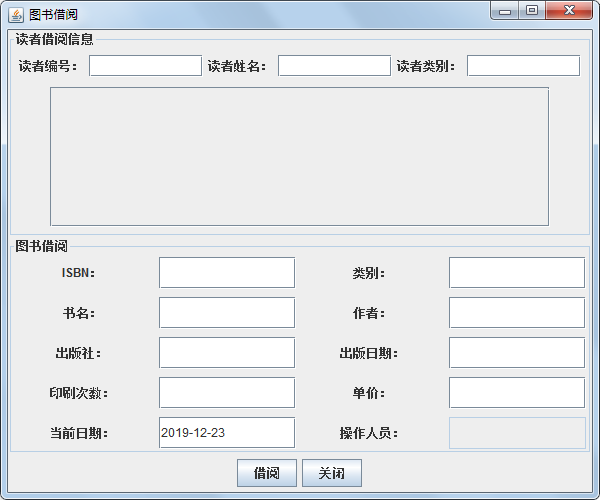 图书借阅
读者借阅信息
读者编号： 读者姓名： 读者类别：
图书借阅
ISBN： 类别：
书名： 作者：
出版社： 出版日期：
印刷次数： 单价：
当前日期： 2019-12-23 操作人员：
借阅 关闭